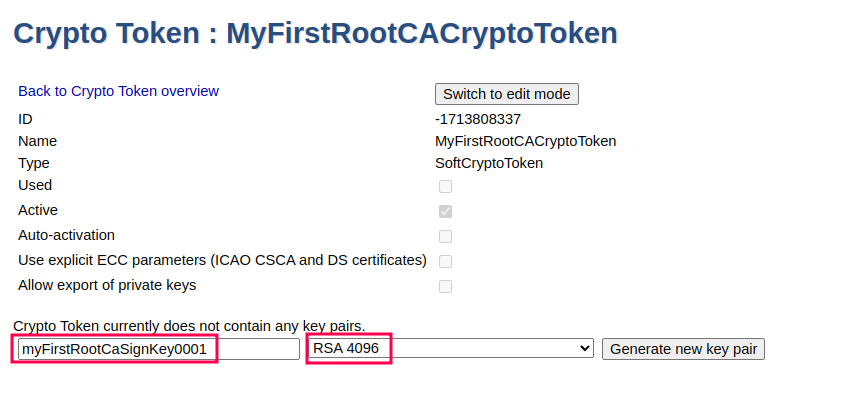 Crypto Token : MyFirstRootCACryptoToken
Back to Crypto Token overview Switch to edit mode
ID -1713808337
Name MyFirstRootCACryptoToken
Type SoftCryptoToken
Used
Active
Auto-activation
Use explicit ECC parameters (ICAO CSCA and DS certificates)
Allow export of private keys
Crypto Token currently does not contain any key pairs.
myFirstRootCaSignKey0001 RSA 4096 Generate new key pair